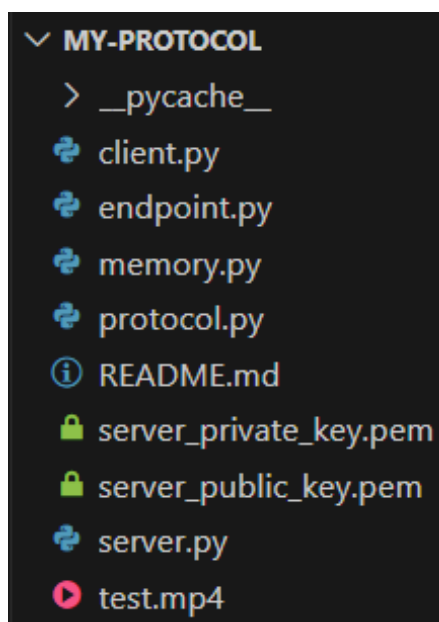 MY-PROTOCOL
__pycache__
client.py
endpoint.py
memory.py
protocol.py
README.md
server_private_key.pem
server_public_key.pem
server.py
test.mp4